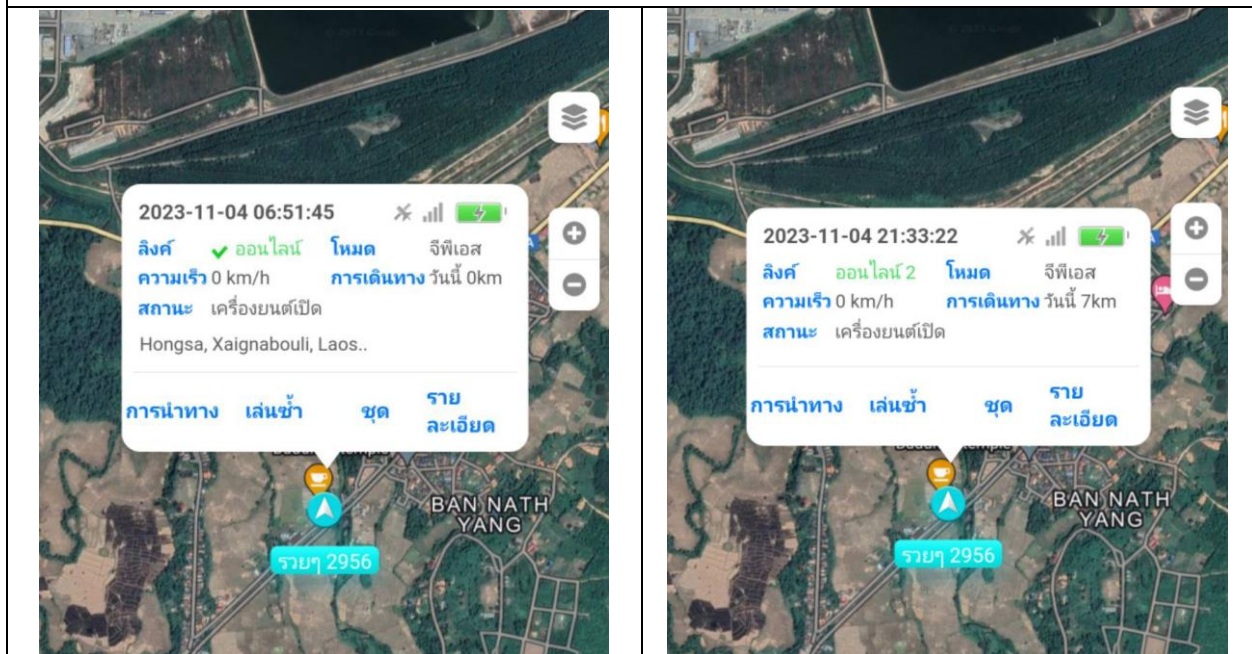 2023-11-04 06:51:45
ลิงค์ ออนไลน์ โหมด จีพีเอส
ความเร็ว 0 km/h การเดินทาง วันนี้ 0km
สถานะ เครื่องยนต์เปิด
Hongsa, Xaignabouli, Laos..
การนำทาง เล่นซ้ำ ชุด ราย
ละเอียด
BAN NATH
YANG
รวยๆ 2956
2023-11-04 21:33:22
ลิงค์ ออนไลน์ 2 โหมด จีพีเอส
ความเร็ว 0 km/h การเดินทาง วันนี้ 7km
สถานะ เครื่องยนต์เปิด
การนำทาง เล่นซ้ำ ชุด ราย
ละเอียด
BAN NATH
YANG
รวยๆ 2956